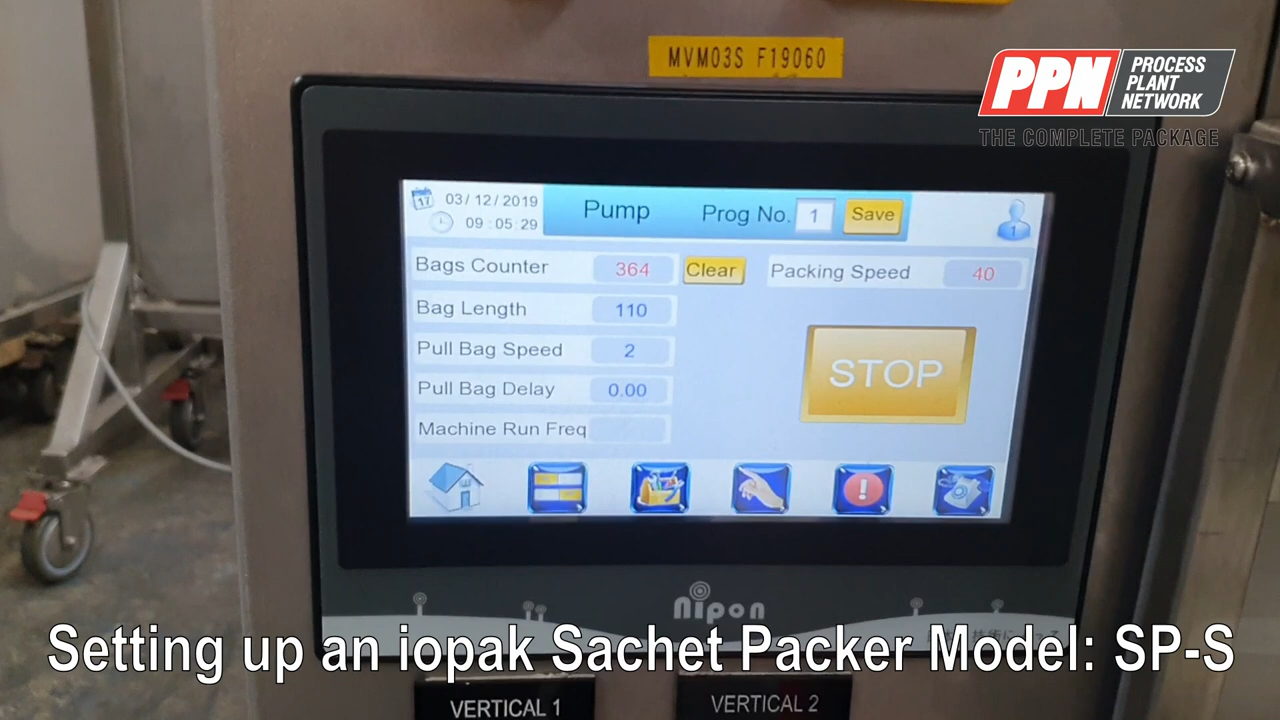 MVM03S F19060
PPN PROCESS
PLANT
NETWORK
THE COMPLETE PACKAGE
17
03/12/2019
09:05:29
Pump
Prog No. 1 Save
1
Bags Counter 364 Clear
Packing Speed 40
Bag Length 110
Pull Bag Speed 2
STOP
Pull Bag Delay 0.00
Machine Run Freq
Nipon
Setting up an iopak Sachet Packer Model: SP-S
VERTICAL 1
VERTICAL 2